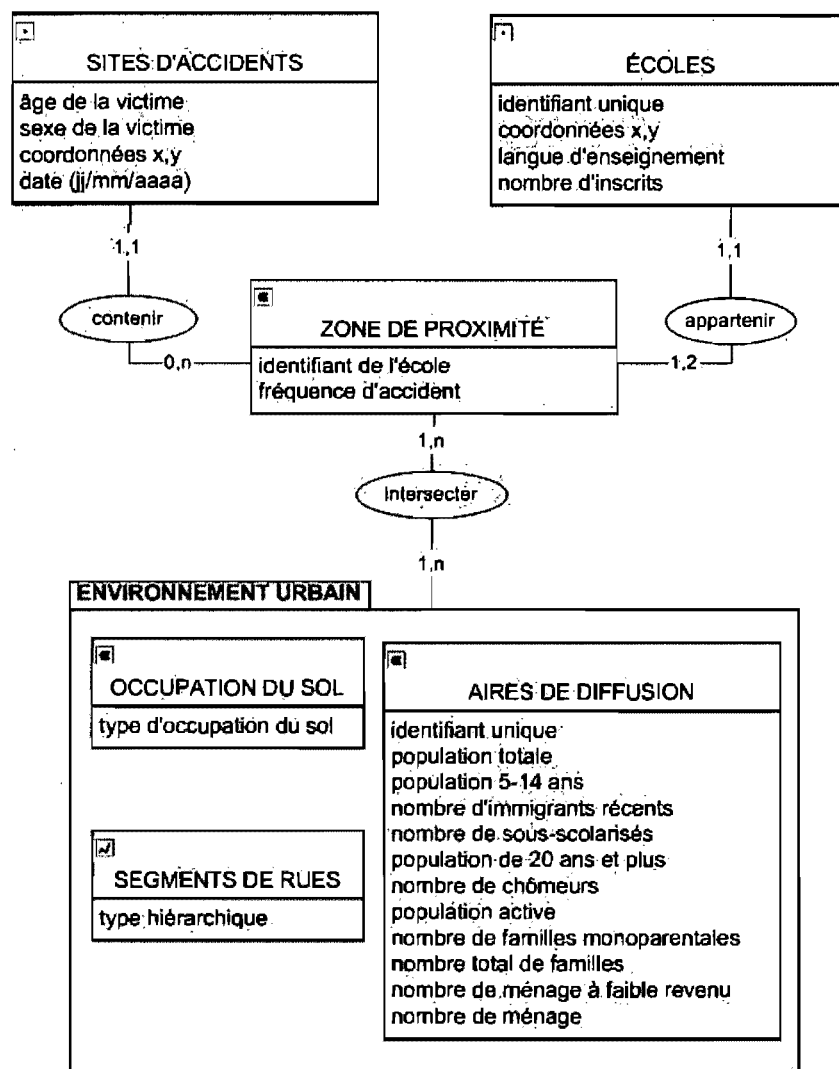 SITES D'ACCIDENTS
âge de la victime
sexe de la victime
coordonnées x,y
date (jj/mm/aaaa)
ÉCOLES
identifiant unique
coordonnées x,y
langue d'enseignement
nombre d'inscrits
1,1
1,1
contenir
appartenir
ZONE DE PROXIMITÉ
identifiant de l'école
fréquence d'accident
0,n
1,2
1,n
Intersecter
1,n
ENVIRONNEMENT URBAIN
OCCUPATION DU SOL
type d'occupation du sol
SEGMENTS DE RUES
type hiérarchique
AIRES DE DIFFUSION
identifiant unique
population totale
population 5-14 ans
nombre d'immigrants récents
nombre de sous-scolarisés
population de 20 ans et plus
nombre de chômeurs
population active
nombre de familles monoparentales
nombre total de familles
nombre de ménage à faible revenu
nombre de ménage